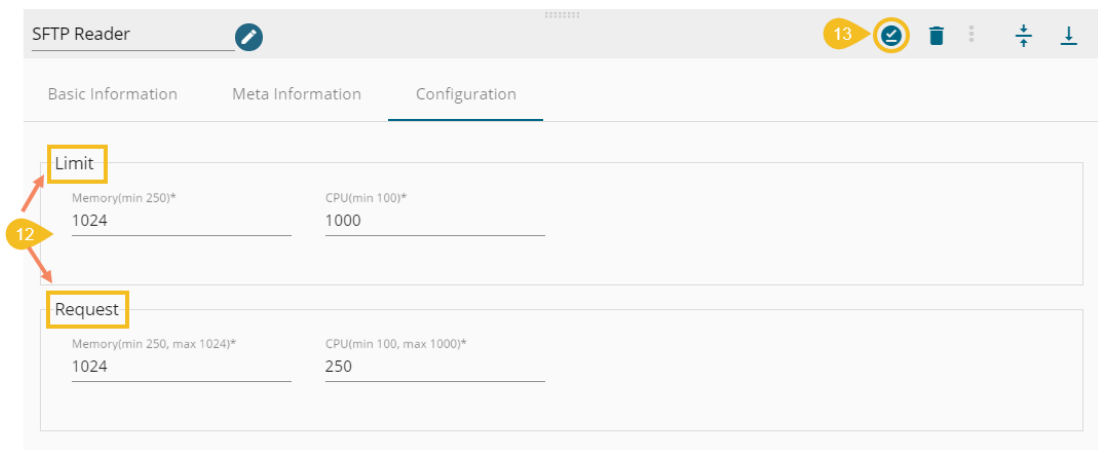 SFTP Reader
13
Basic Information Meta Information Configuration
Limit
Memory(min 250)* CPU(min 100)*
1024 1000
12
Request
Memory(min 250, max 1024)* CPU(min 100, max 1000)*
1024 250